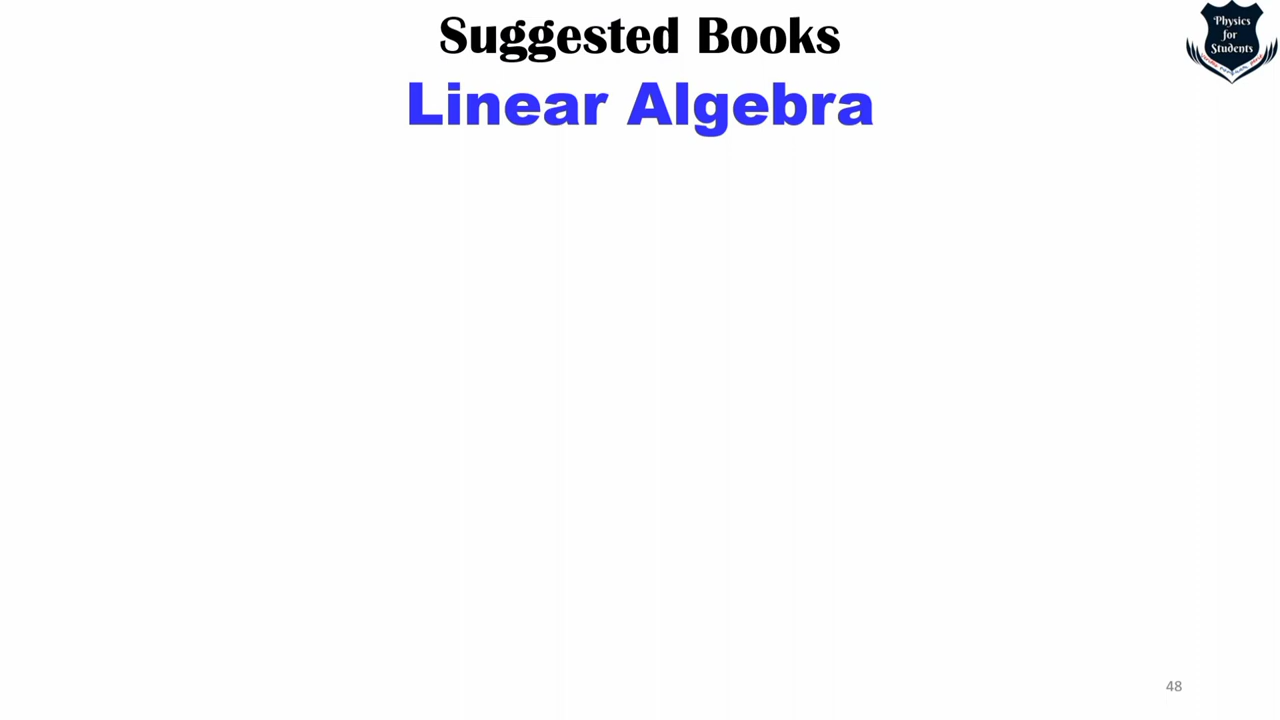 Suggested Books
Linear Algebra
Physics
for
Students
48